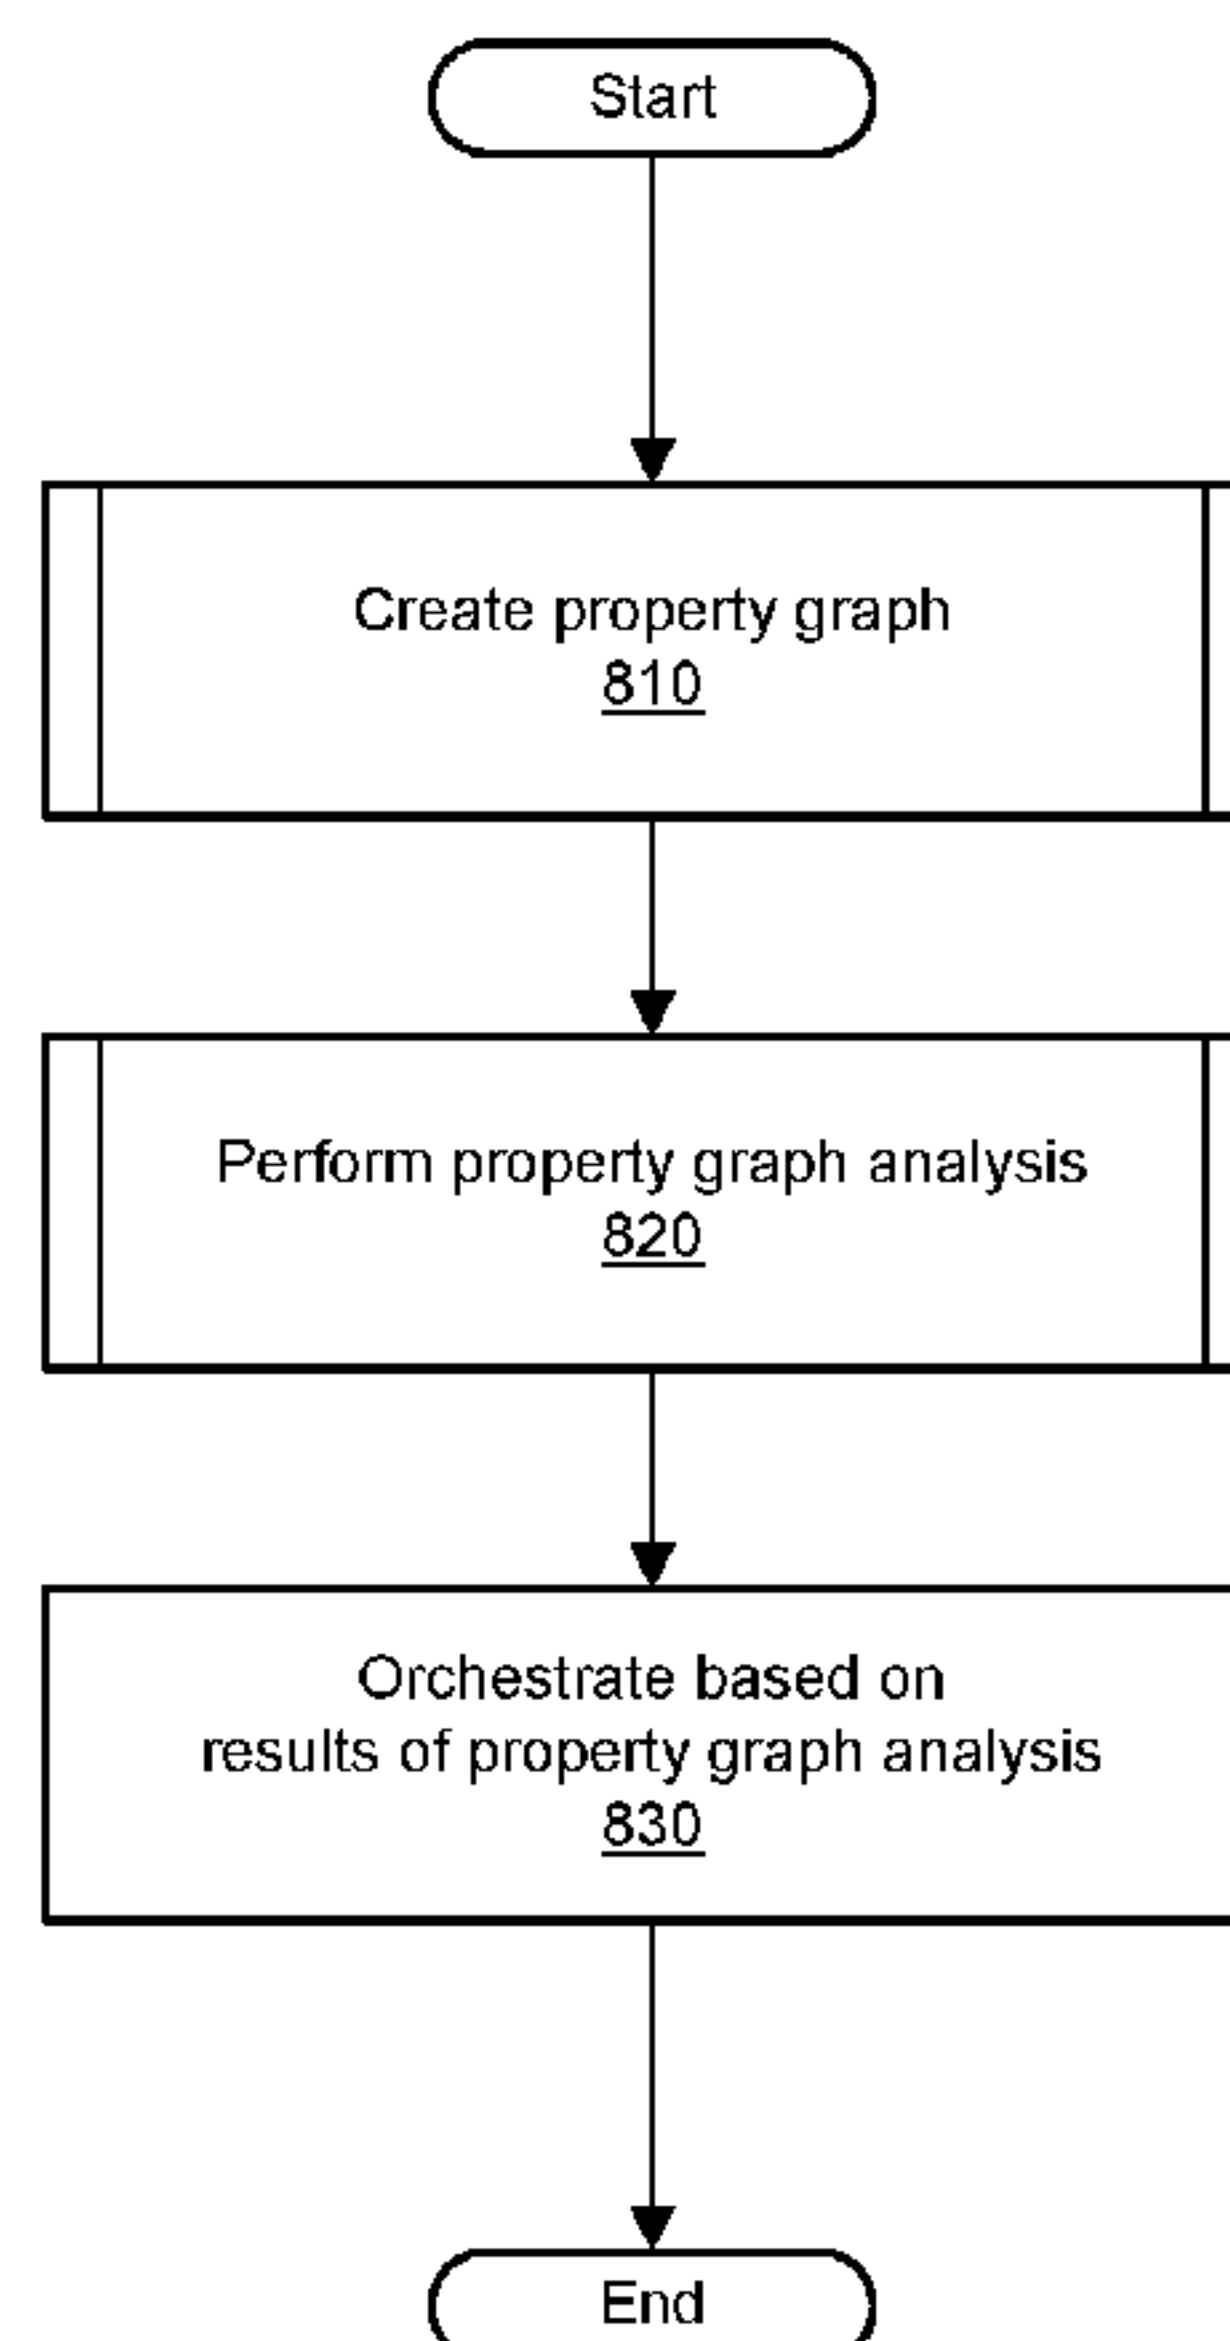 Start
Create property graph
810
Perform property graph analysis
820
Orchestrate based on
results of property graph analysis
830
End